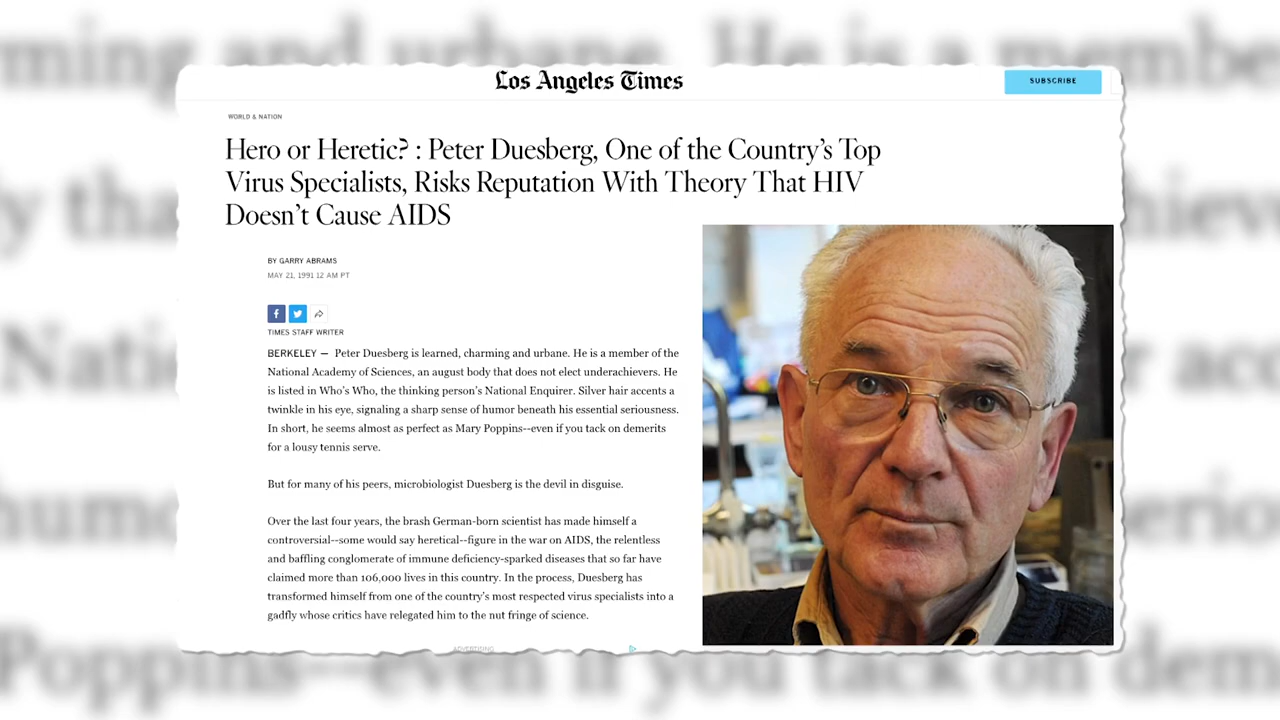 Los Angeles Times
SUBSCRIBE
WORLD & NATION
Hero or Heretic? : Peter Duesberg, One of the Country's Top
Virus Specialists, Risks Reputation With Theory That HIV
Doesn't Cause AIDS
BY GARRY ABRAMS
MAY 21, 1991 12 AM PT
TIMES STAFF WRITER
BERKELEY — Peter Duesberg is learned, charming and urbane. He is a member of the
National Academy of Sciences, an august body that does not elect underachievers. He
is listed in Who's Who, the thinking person's National Enquirer. Silver hair accents a
twinkle in his eye, signaling a sharp sense of humor beneath his essential seriousness.
In short, he seems almost as perfect as Mary Poppins--even if you tack on demerits
for a lousy tennis serve.
But for many of his peers, microbiologist Duesberg is the devil in disguise.
Over the last four years, the brash German-born scientist has made himself a
controversial--some would say heretical--figure in the war on AIDS, the relentless
and baffling conglomerate of immune deficiency-sparked diseases that so far have
claimed more than 106,000 lives in this country. In the process, Duesberg has
transformed himself from one of the country's most respected virus specialists into a
gadfly whose critics have relegated him to the nut fringe of science.
ADVERTISING